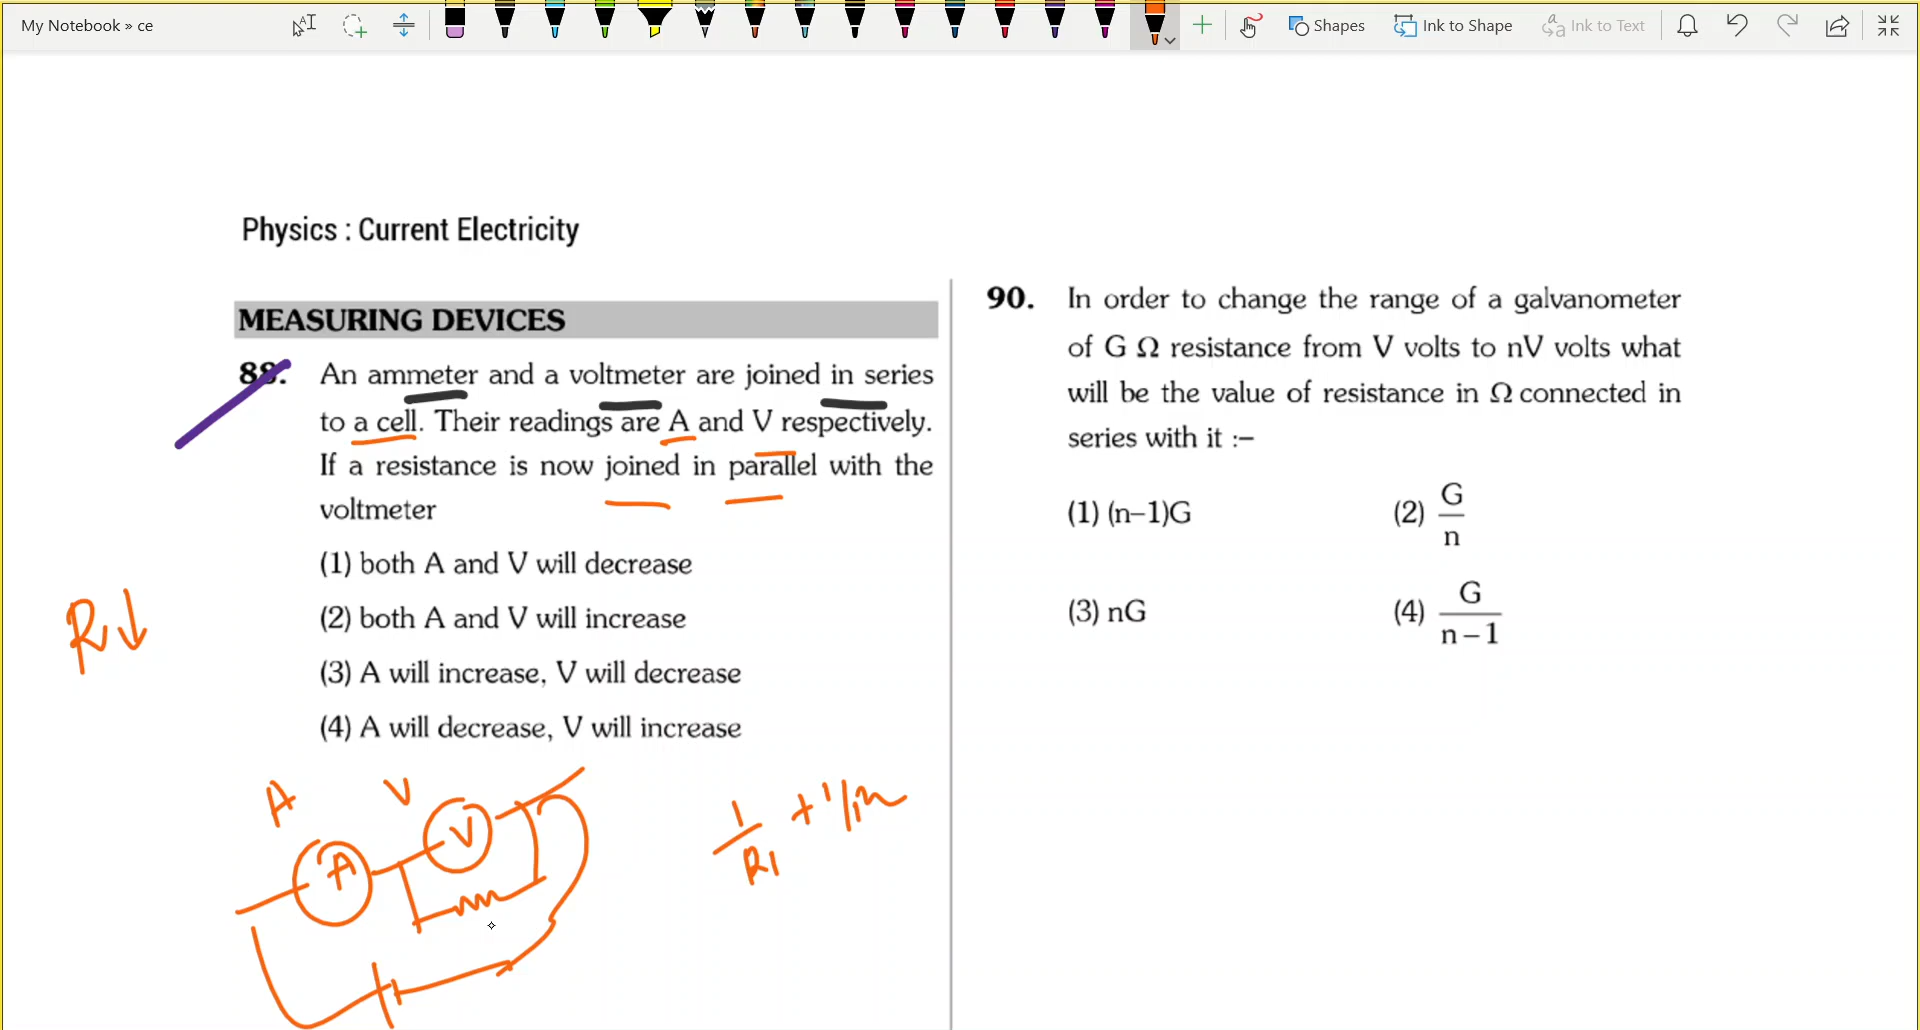 My Notebook » ce
Shapes
Ink to Shape
Ink to Text
Physics : Current Electricity
MEASURING DEVICES
88. An ammeter and a voltmeter are joined in series
to a cell. Their readings are A and V respectively.
If a resistance is now joined in parallel with the
voltmeter
(1) both A and V will decrease
(2) both A and V will increase
(3) A will increase, V will decrease
(4) A will decrease, V will increase
R↓
A V
A V
1/R1 +
90. In order to change the range of a galvanometer
of G Ω resistance from V volts to nV volts what
will be the value of resistance in Ω connected in
series with it :–
(1) (n–1)G (2) G/n
(3) nG (4) G/(n – 1)